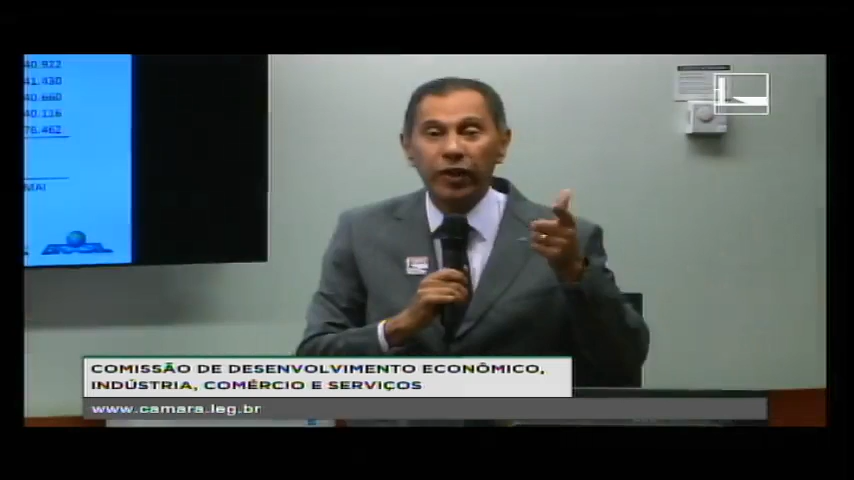 40.922
41.430
40.660
40.116
76.462
MAI
COMISSÃO DE DESENVOLVIMENTO ECONÔMICO,
INDÚSTRIA, COMÉRCIO E SERVIÇOS
www.camara.leg.br